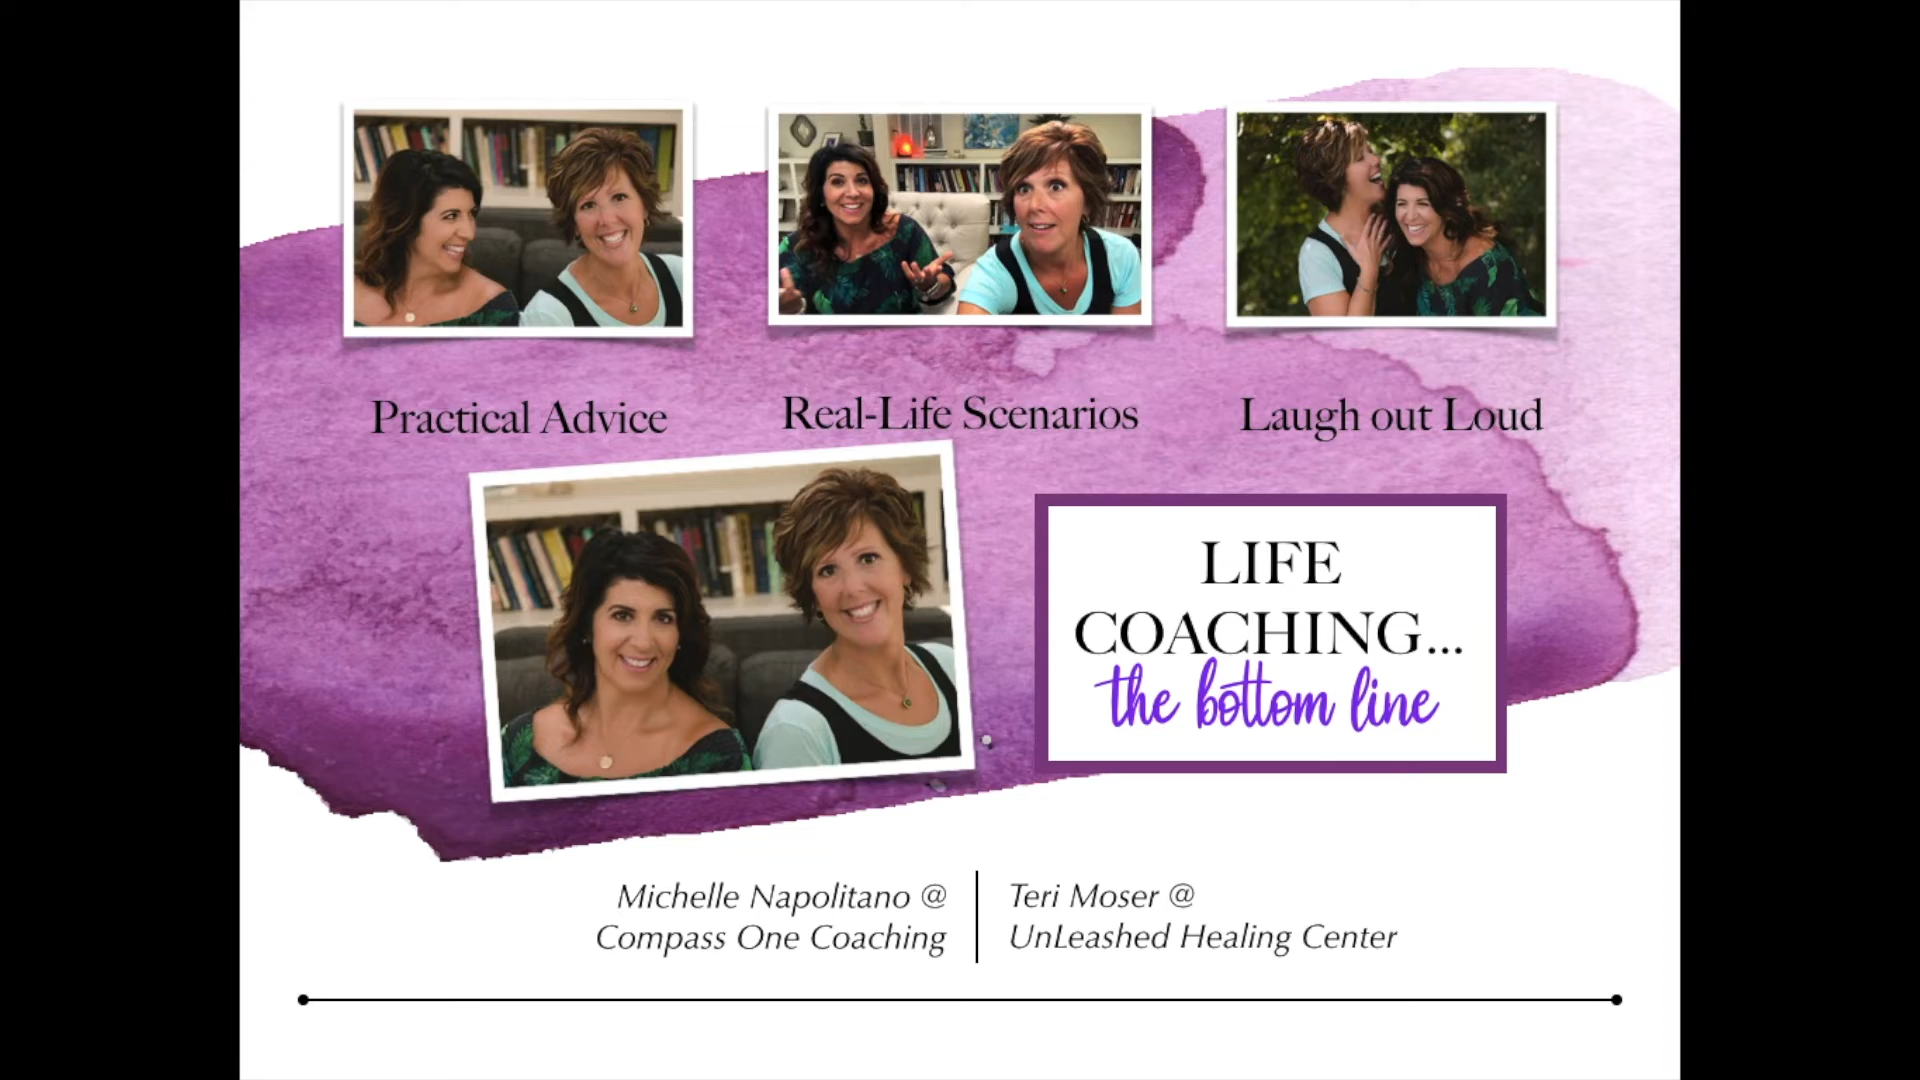 Practical Advice
Real-Life Scenarios
Laugh out Loud
LIFE
COACHING...
the bottom line
Michelle Napolitano @
Compass One Coaching
Teri Moser @
UnLeashed Healing Center